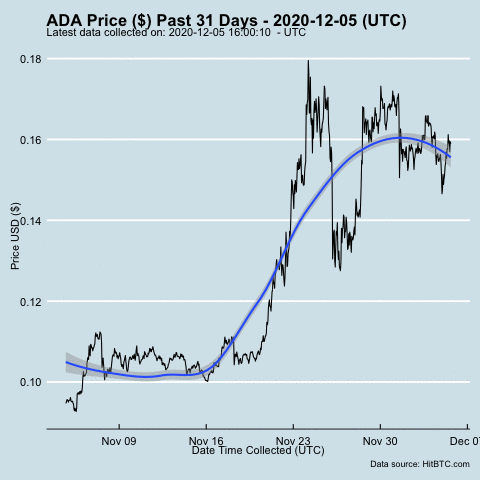 ADA Price ($) Past 31 Days - 2020-12-05 (UTC)
Latest data collected on: 2020-12-05 16:00:10 - UTC
0.18
0.16
0.14
0.12
0.10
Price USD ($)
Nov 09 Nov 16 Nov 23 Nov 30 Dec 07
Date Time Collected (UTC)
Data source: HitBTC.com